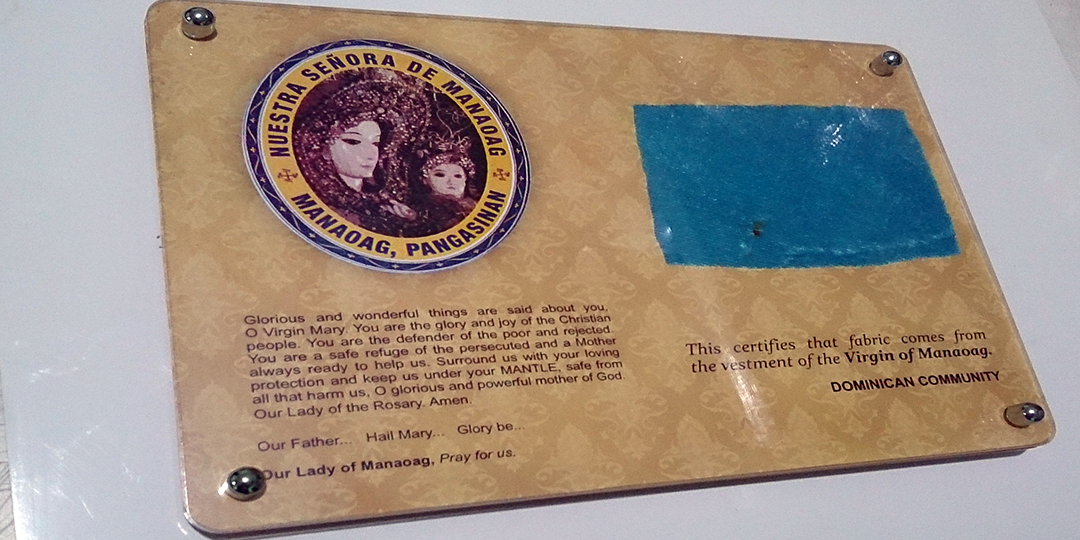 NUESTRA SEÑORA DE MANAOAG
MANAOAG, PANGASINAN
Glorious and wonderful things are said about you,
O Virgin Mary. You are the glory and joy of the Christian
people. You are the defender of the poor and rejected.
You are a safe refuge of the persecuted and a Mother
always ready to help us. Surround us with your loving
protection and keep us under your MANTLE, safe from
all that harm us, O glorious and powerful mother of God.
Our Lady of the Rosary. Amen.
Our Father... Hail Mary... Glory be...
Our Lady of Manaoag, Pray for us.
This certifies that fabric comes from
the vestment of the Virgin of Manaoag.
DOMINICAN COMMUNITY